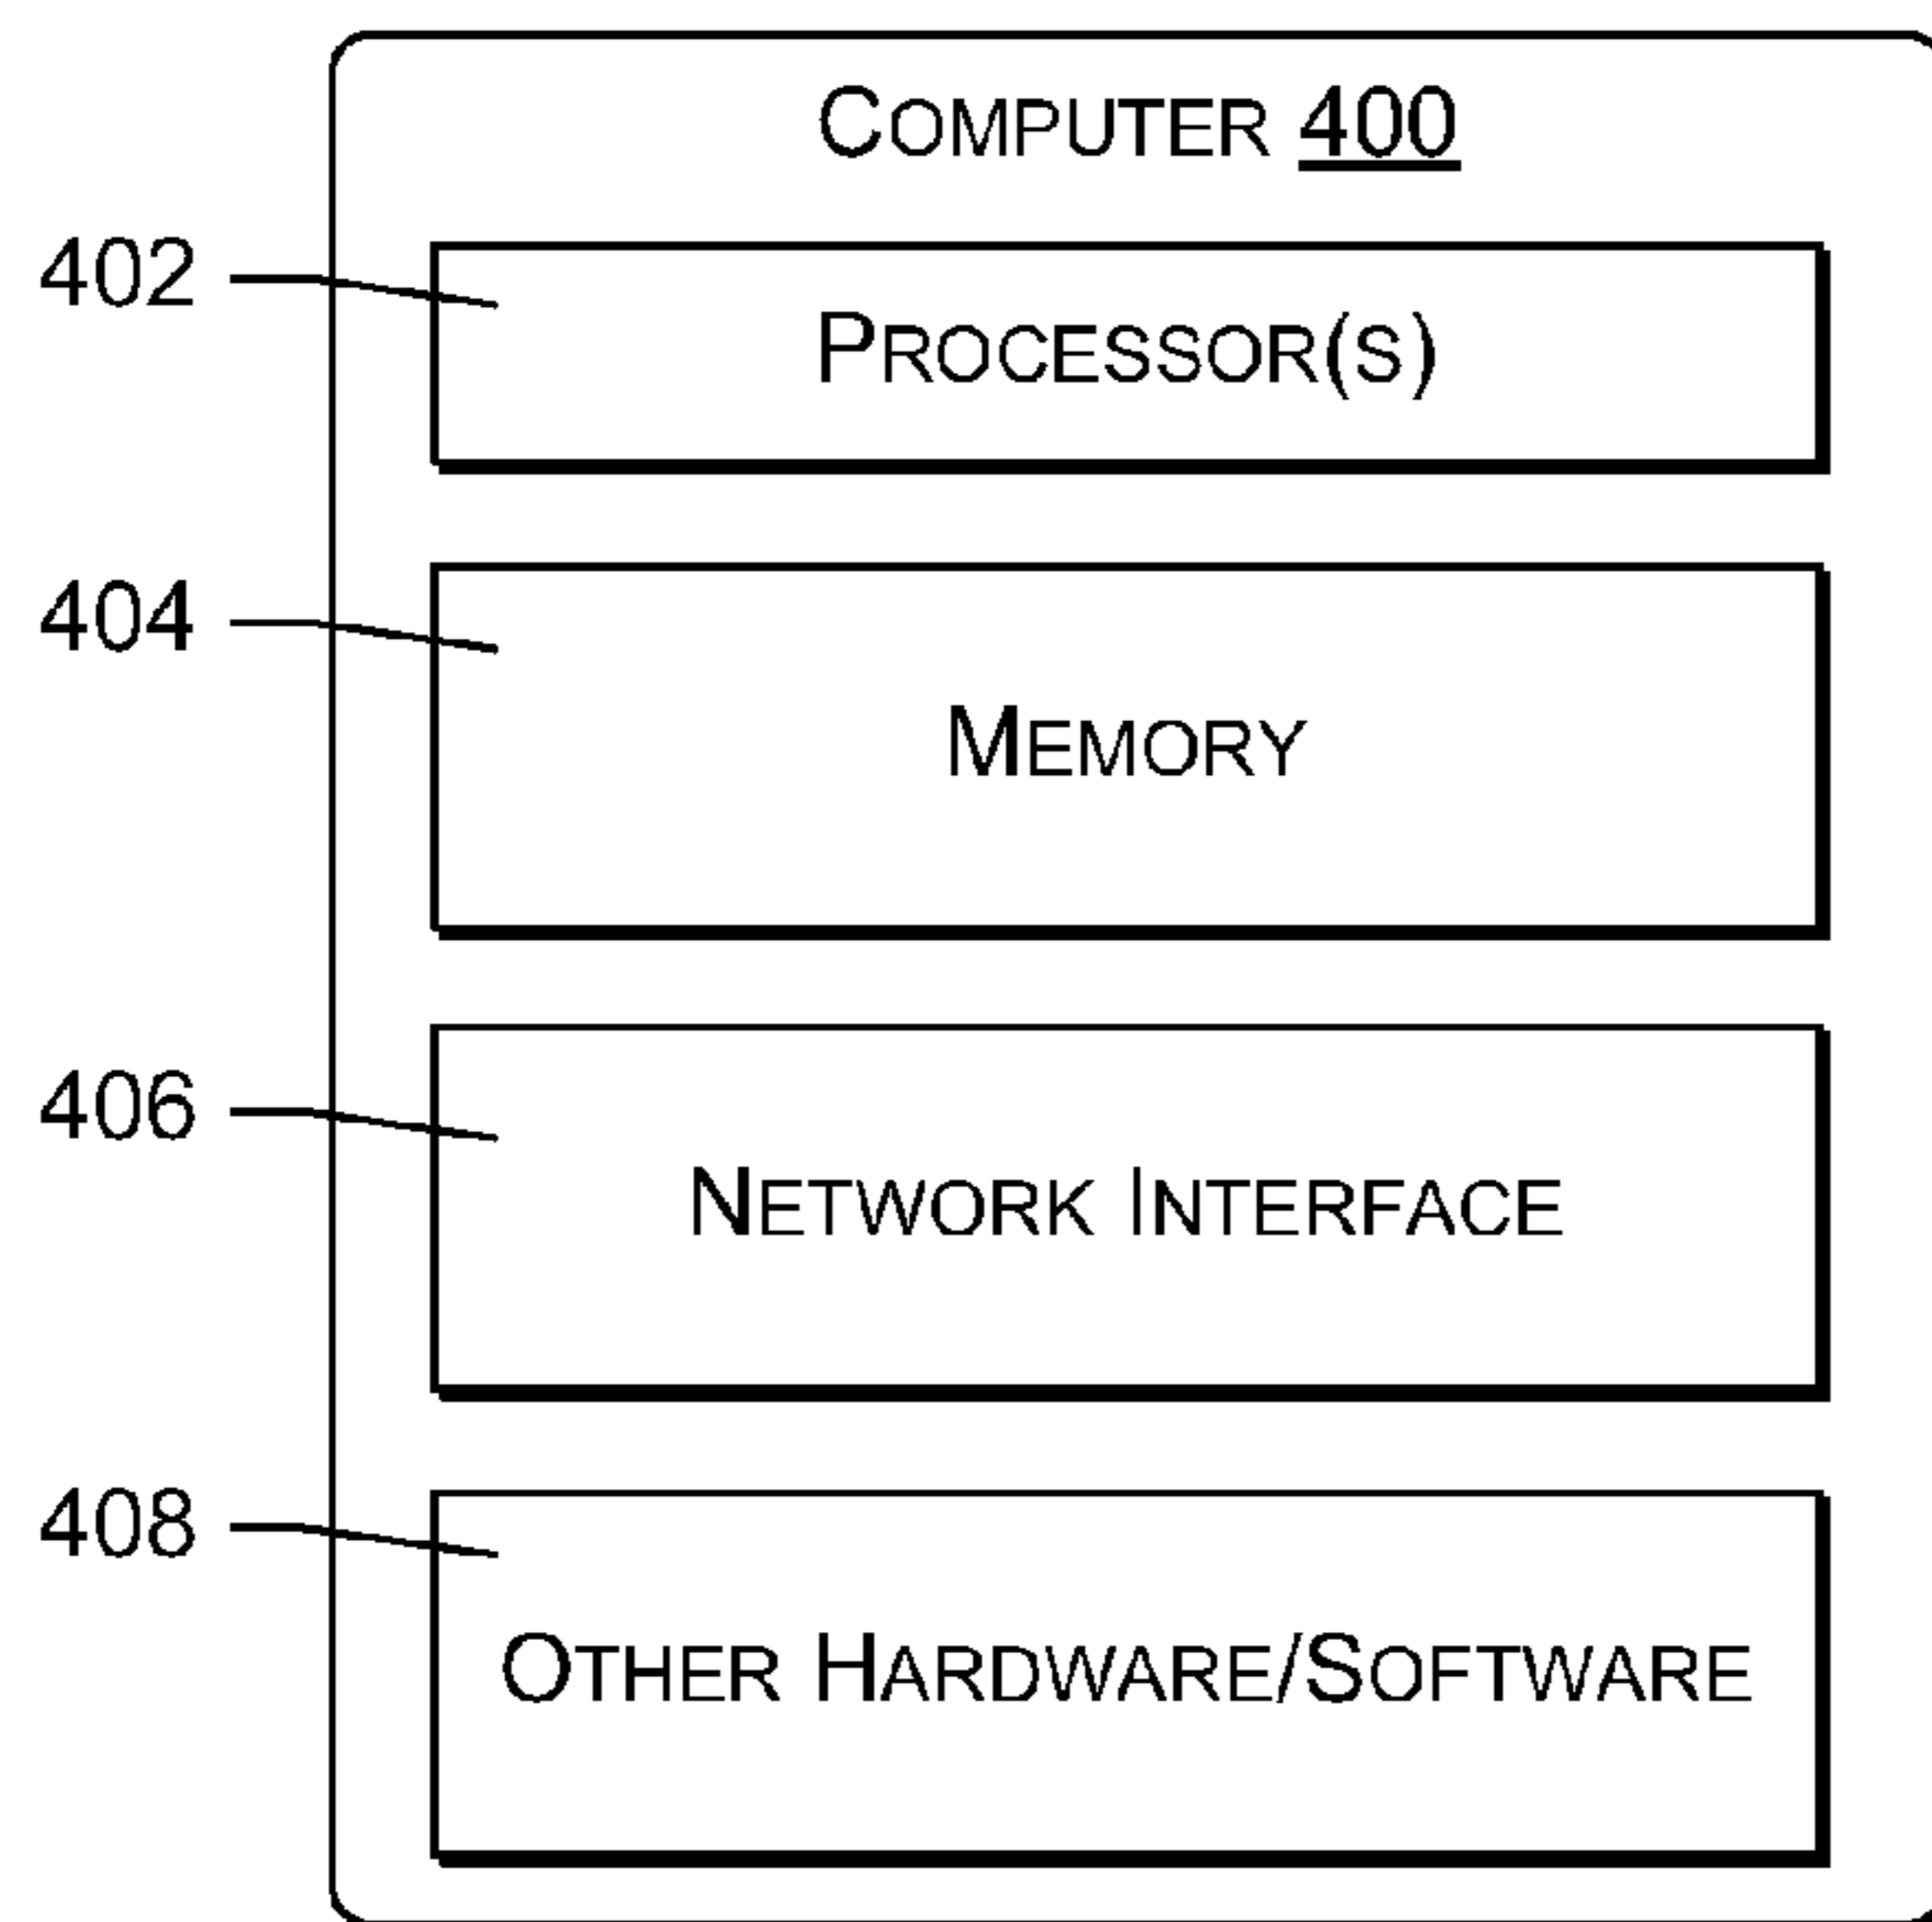 COMPUTER 400
402
PROCESSOR(S)
404
MEMORY
406
NETWORK INTERFACE
408
OTHER HARDWARE/SOFTWARE